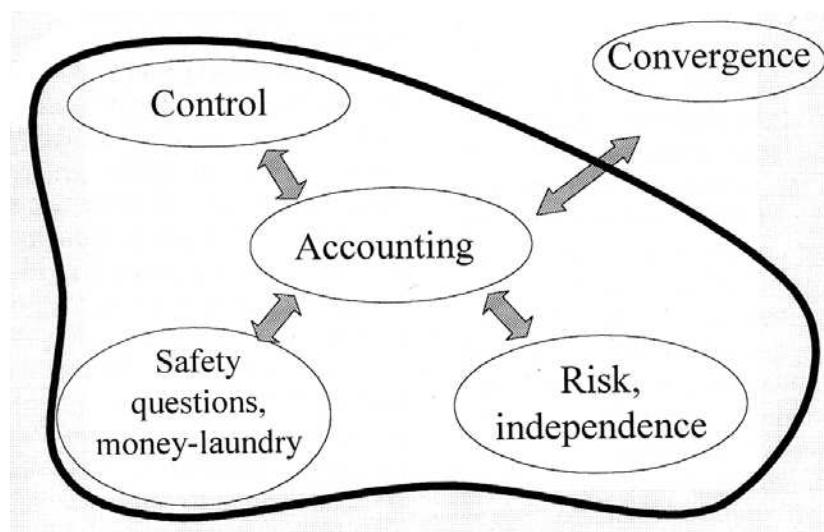 Convergence
Control
Accounting
Safety
questions,
money-laundry
Risk,
independence